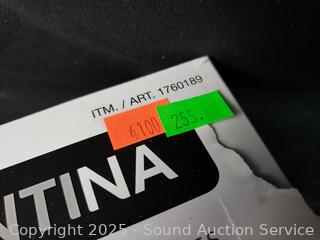 ITM. / ART. 1760189
4100
255.
NTINA
Copyright 2025 - Sound Auction Service